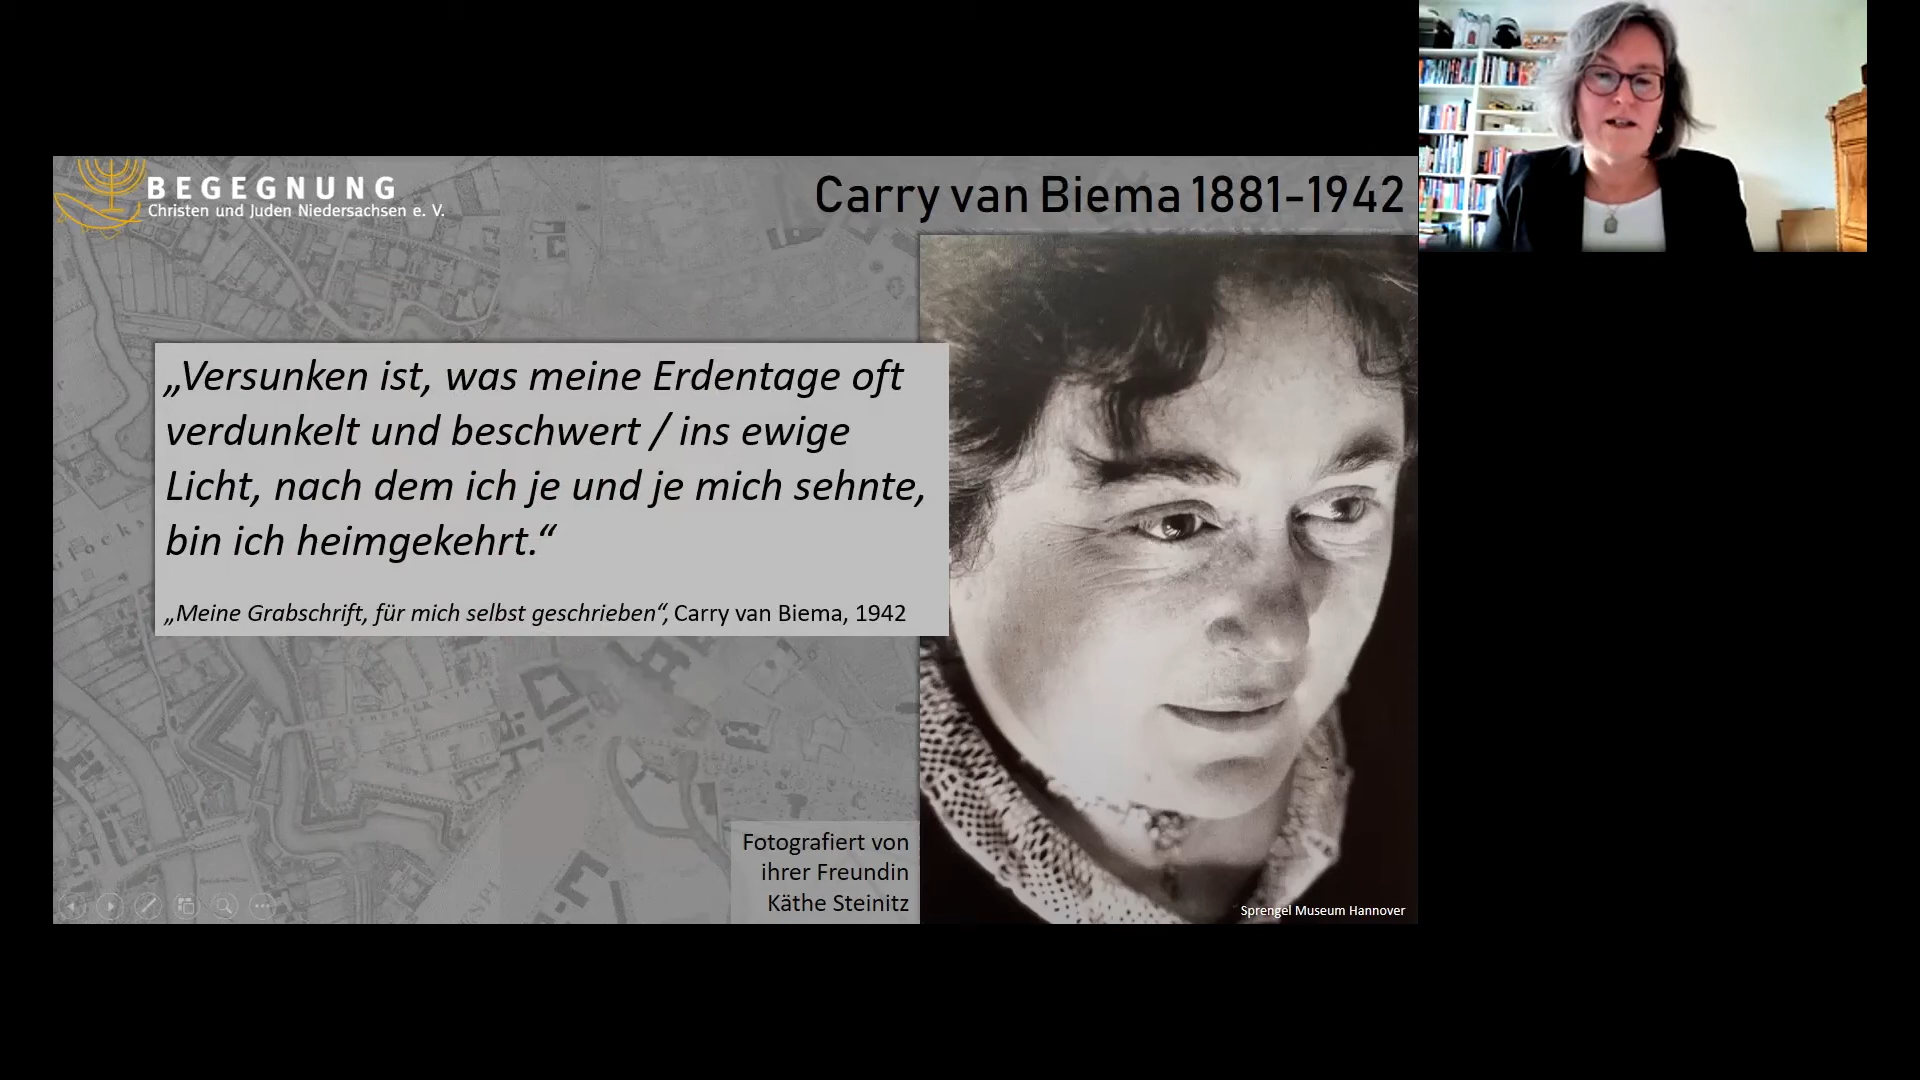 BEGEGNUNG
Christen und Juden Niedersachsen e. V.
Carry van Biema 1881-1942
„Versunken ist, was meine Erdentage oft
verdunkelt und beschwert / ins ewige
Licht, nach dem ich je und je mich sehnte,
bin ich heimgekehrt.“
„Meine Grabschrift, für mich selbst geschrieben“, Carry van Biema, 1942
Fotografiert von
ihrer Freundin
Käthe Steinitz
Sprengel Museum Hannover